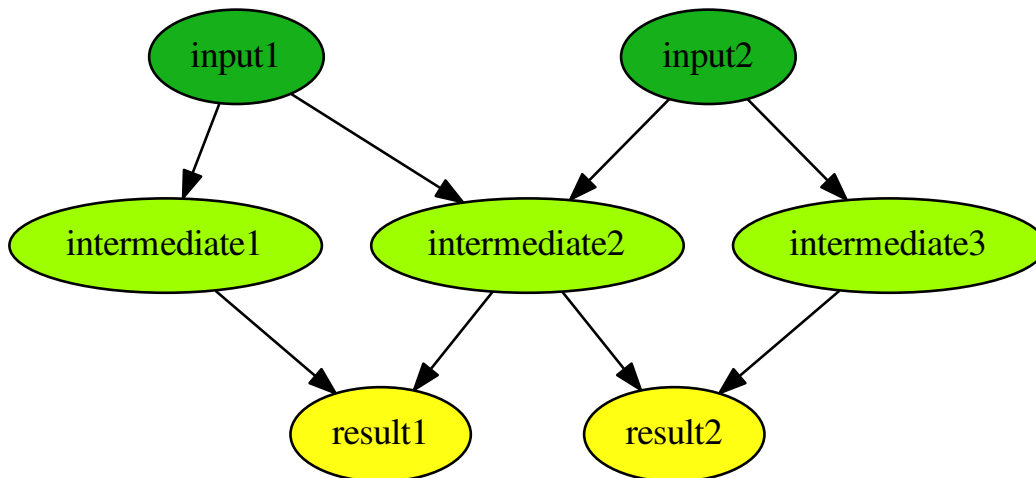 input1
input2
intermediate1
intermediate2
intermediate3
result1
result2